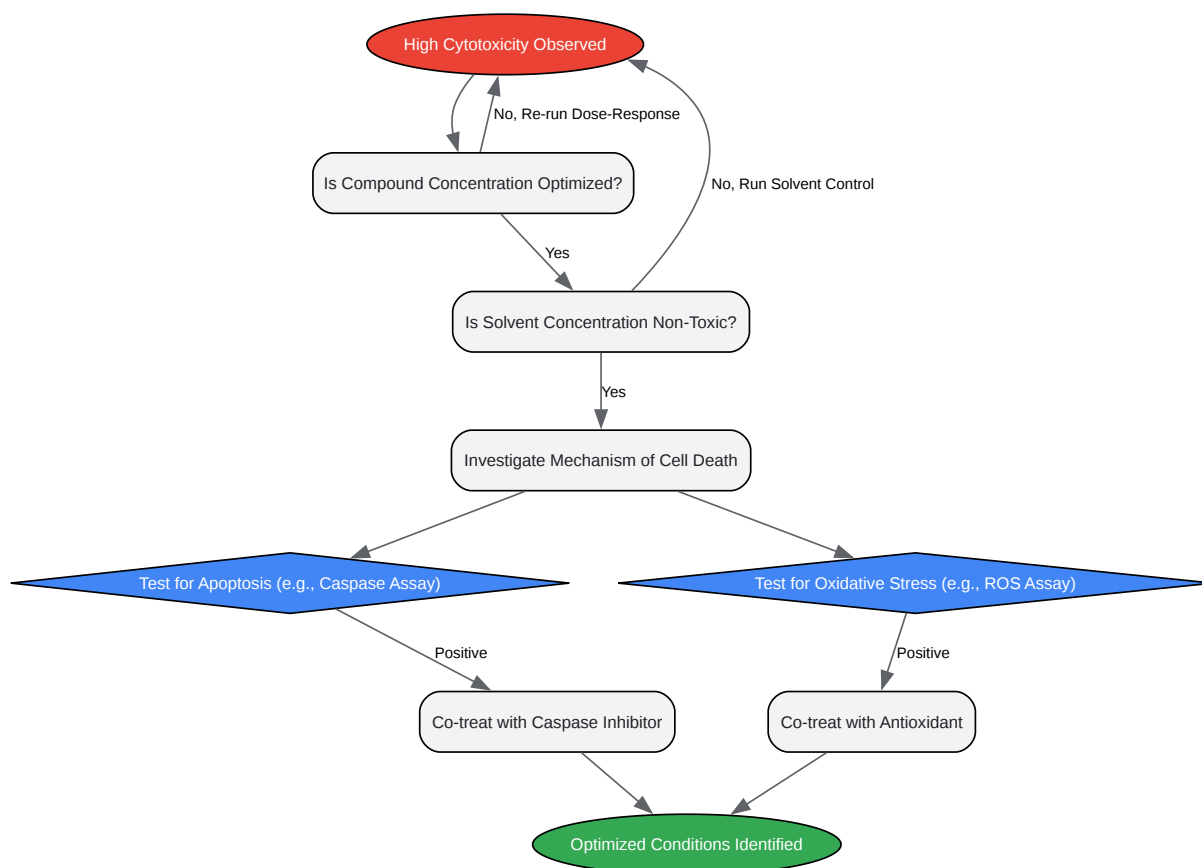 High Cytotoxicity Observed
No, Re-run Dose-Response
Is Compound Concentration Optimized?
No, Run Solvent Control
Yes
Is Solvent Concentration Non-Toxic?
Yes
Investigate Mechanism of Cell Death
Test for Apoptosis (e.g., Caspase Assay)
Test for Oxidative Stress (e.g., ROS Assay)
Positive
Positive
Co-treat with Caspase Inhibitor
Co-treat with Antioxidant
Optimized Conditions Identified